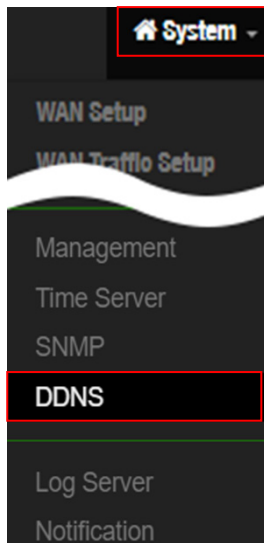 System
WAN Setup
WAN Traffic Setup
Management
Time Server
SNMP
DDNS
Log Server
Notification